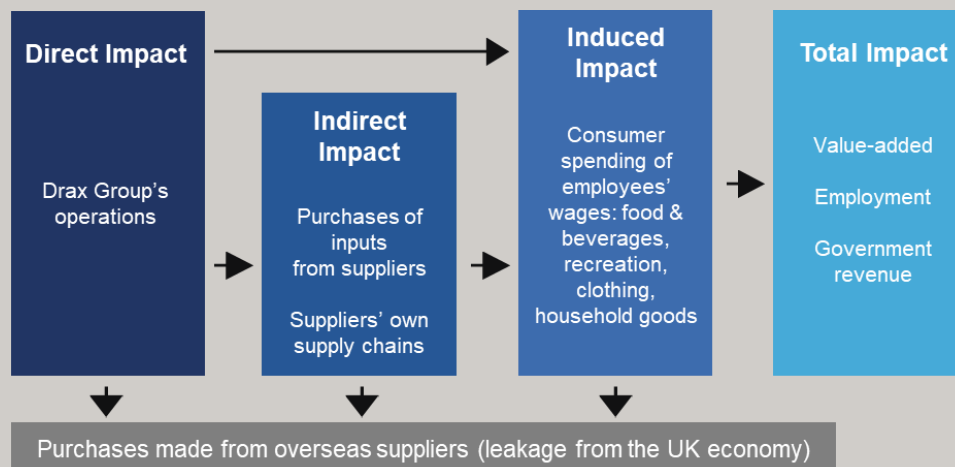 Direct Impact
Drax Group's
operations
Indirect
Impact
Purchases of
inputs
from suppliers
Suppliers' own
supply chains
Induced
Impact
Consumer
spending of
employees'
wages: food &
beverages,
recreation,
clothing,
household goods
Total Impact
Value-added
Employment
Government
revenue
Purchases made from overseas suppliers (leakage from the UK economy)